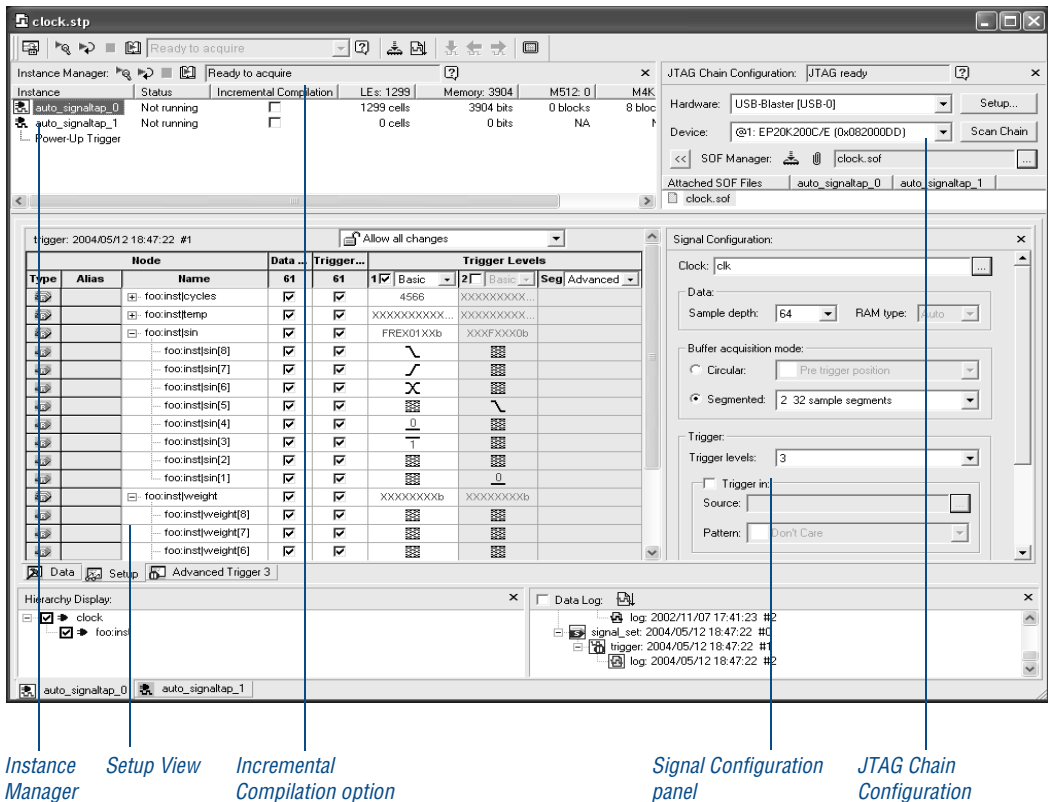 clock.stp
Ready to acquire
Instance Manager: Ready to acquire
Instance Status Incremental Compilation LEs: 1299 Memory: 3904 M512: 0 M4K
auto_signaltap_0 Not running 1299 cells 3904 bits 0 blocks 8 bloc
auto_signaltap_1 Not running 0 cells 0 bits NA
Power-Up Trigger
JTAG Chain Configuration: JTAG ready
Hardware: USB-Blaster [USB-0] Setup...
Device: @1: EP20K200C/E (0x082000DD) Scan Chain
<< SOF Manager: clock.sof ...
Attached SOF Files auto_signaltap_0 auto_signaltap_1
clock.sof
trigger: 2004/05/12 18:47:22 #1 Allow all changes
Node Data ... Trigger... Trigger Levels
Type Alias Name 61 61 1 Basic 2 Basic Seg Advanced
foo:inst|cycles 4566 XXXXXXXXX...
foo:inst|temp XXXXXXXXXX... XXXXXXXXX...
foo:inst|sin FREX01XXb XXXFXXX0b
foo:inst|sin[8]
foo:inst|sin[7]
foo:inst|sin[6]
foo:inst|sin[5]
foo:inst|sin[4] 0
foo:inst|sin[3] 1
foo:inst|sin[2]
foo:inst|sin[1] 0
foo:inst|weight XXXXXXXXb XXXXXXXXb
foo:inst|weight[8]
foo:inst|weight[7]
foo:inst|weight[6]
Data Setup Advanced Trigger 3
Signal Configuration:
Clock: clk ...
Data:
Sample depth: 64 RAM type: Auto
Buffer acquisition mode:
Circular: Pre trigger position
Segmented: 2 32 sample segments
Trigger:
Trigger levels: 3
Trigger in:
Source: ...
Pattern: Don't Care
Hierarchy Display:
clock
foo:inst
Data Log:
log: 2002/11/07 17:41:23 #2
signal_set: 2004/05/12 18:47:22 #0
trigger: 2004/05/12 18:47:22 #1
log: 2004/05/12 18:47:22 #2
auto_signaltap_0 auto_signaltap_1
Instance
Manager
Setup View
Incremental
Compilation option
Signal Configuration
panel
JTAG Chain
Configuration